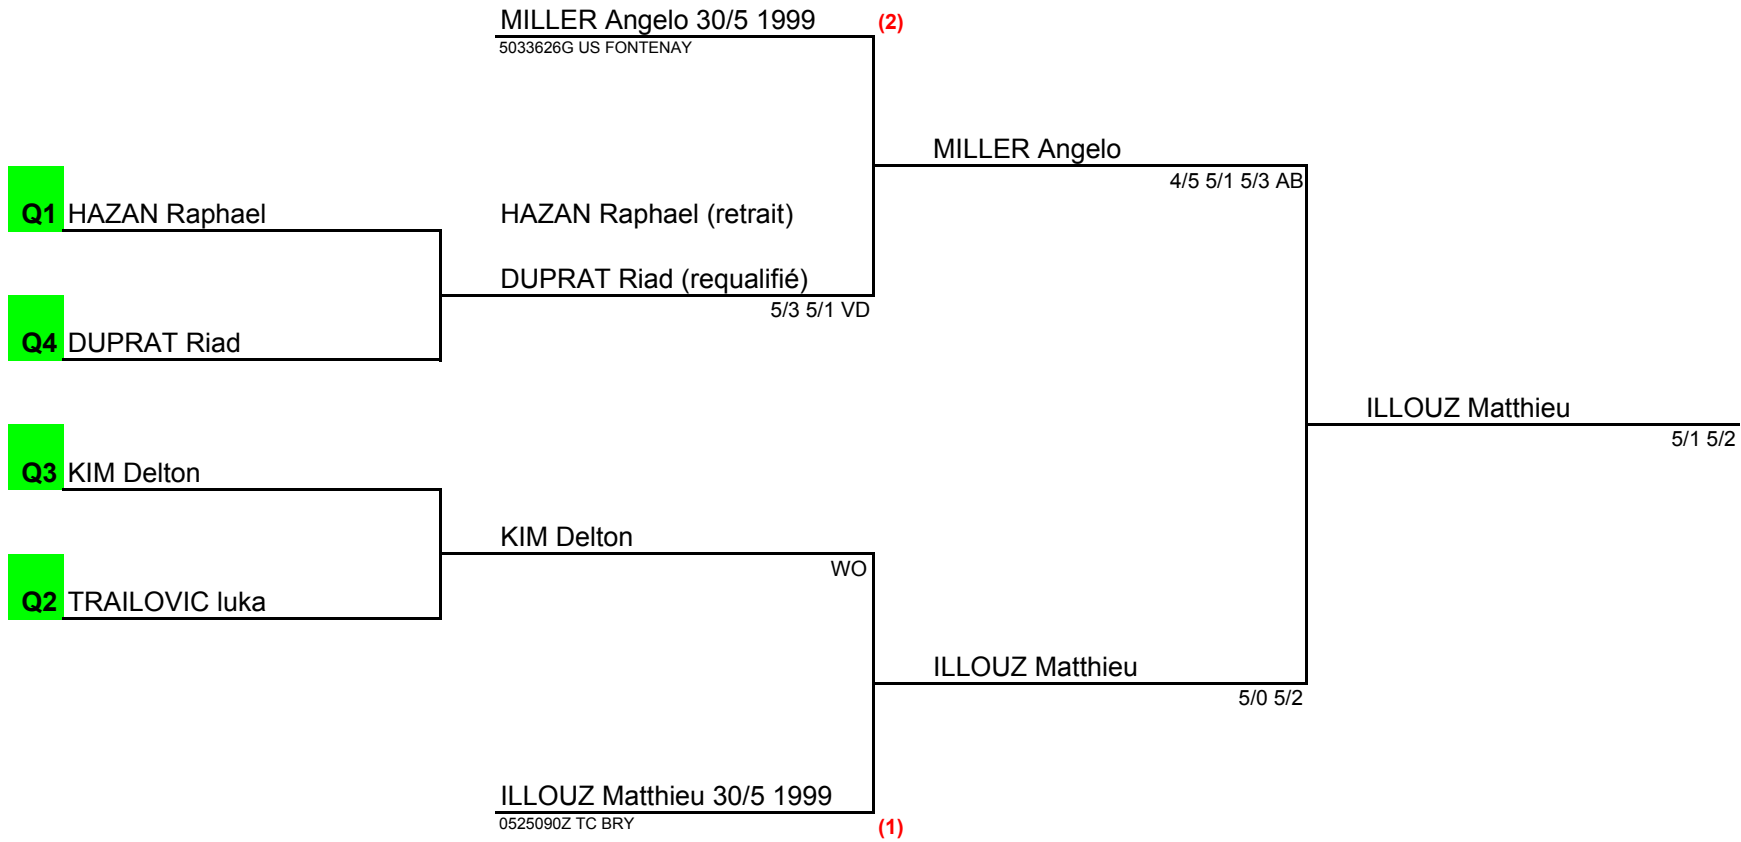 MILLER Angelo 30/5 1999 (2)
5033626G US FONTENAY
MILLER Angelo
4/5 5/1 5/3 AB
Q1 HAZAN Raphael
HAZAN Raphael (retrait)
DUPRAT Riad (requalifié)
5/3 5/1 VD
Q4 DUPRAT Riad
ILLOUZ Matthieu
5/1 5/2
Q3 KIM Delton
KIM Delton
WO
Q2 TRAILOVIC luka
ILLOUZ Matthieu
5/0 5/2
ILLOUZ Matthieu 30/5 1999
0525090Z TC BRY
(1)